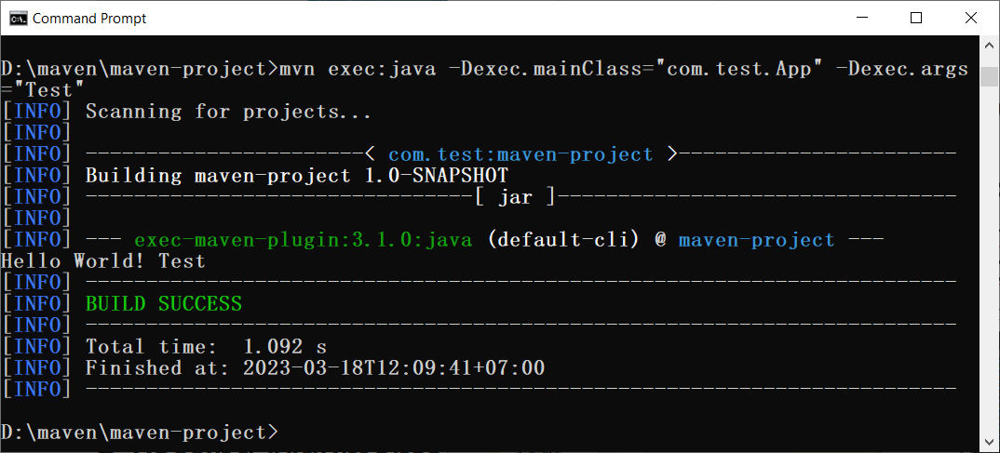 Command Prompt
D:\maven\maven-project>mvn exec:java -Dexec.mainClass="com.test.App" -Dexec.args
="Test"
[INFO] Scanning for projects...
[INFO]
[INFO] -----------------------< com.test:maven-project >-----------------------
[INFO] Building maven-project 1.0-SNAPSHOT
[INFO] --------------------------------[ jar ]---------------------------------
[INFO]
[INFO] --- exec-maven-plugin:3.1.0:java (default-cli) @ maven-project ---
Hello World! Test
[INFO] ------------------------------------------------------------------------
[INFO] BUILD SUCCESS
[INFO] ------------------------------------------------------------------------
[INFO] Total time:  1.092 s
[INFO] Finished at: 2023-03-18T12:09:41+07:00
[INFO] ------------------------------------------------------------------------
D:\maven\maven-project>